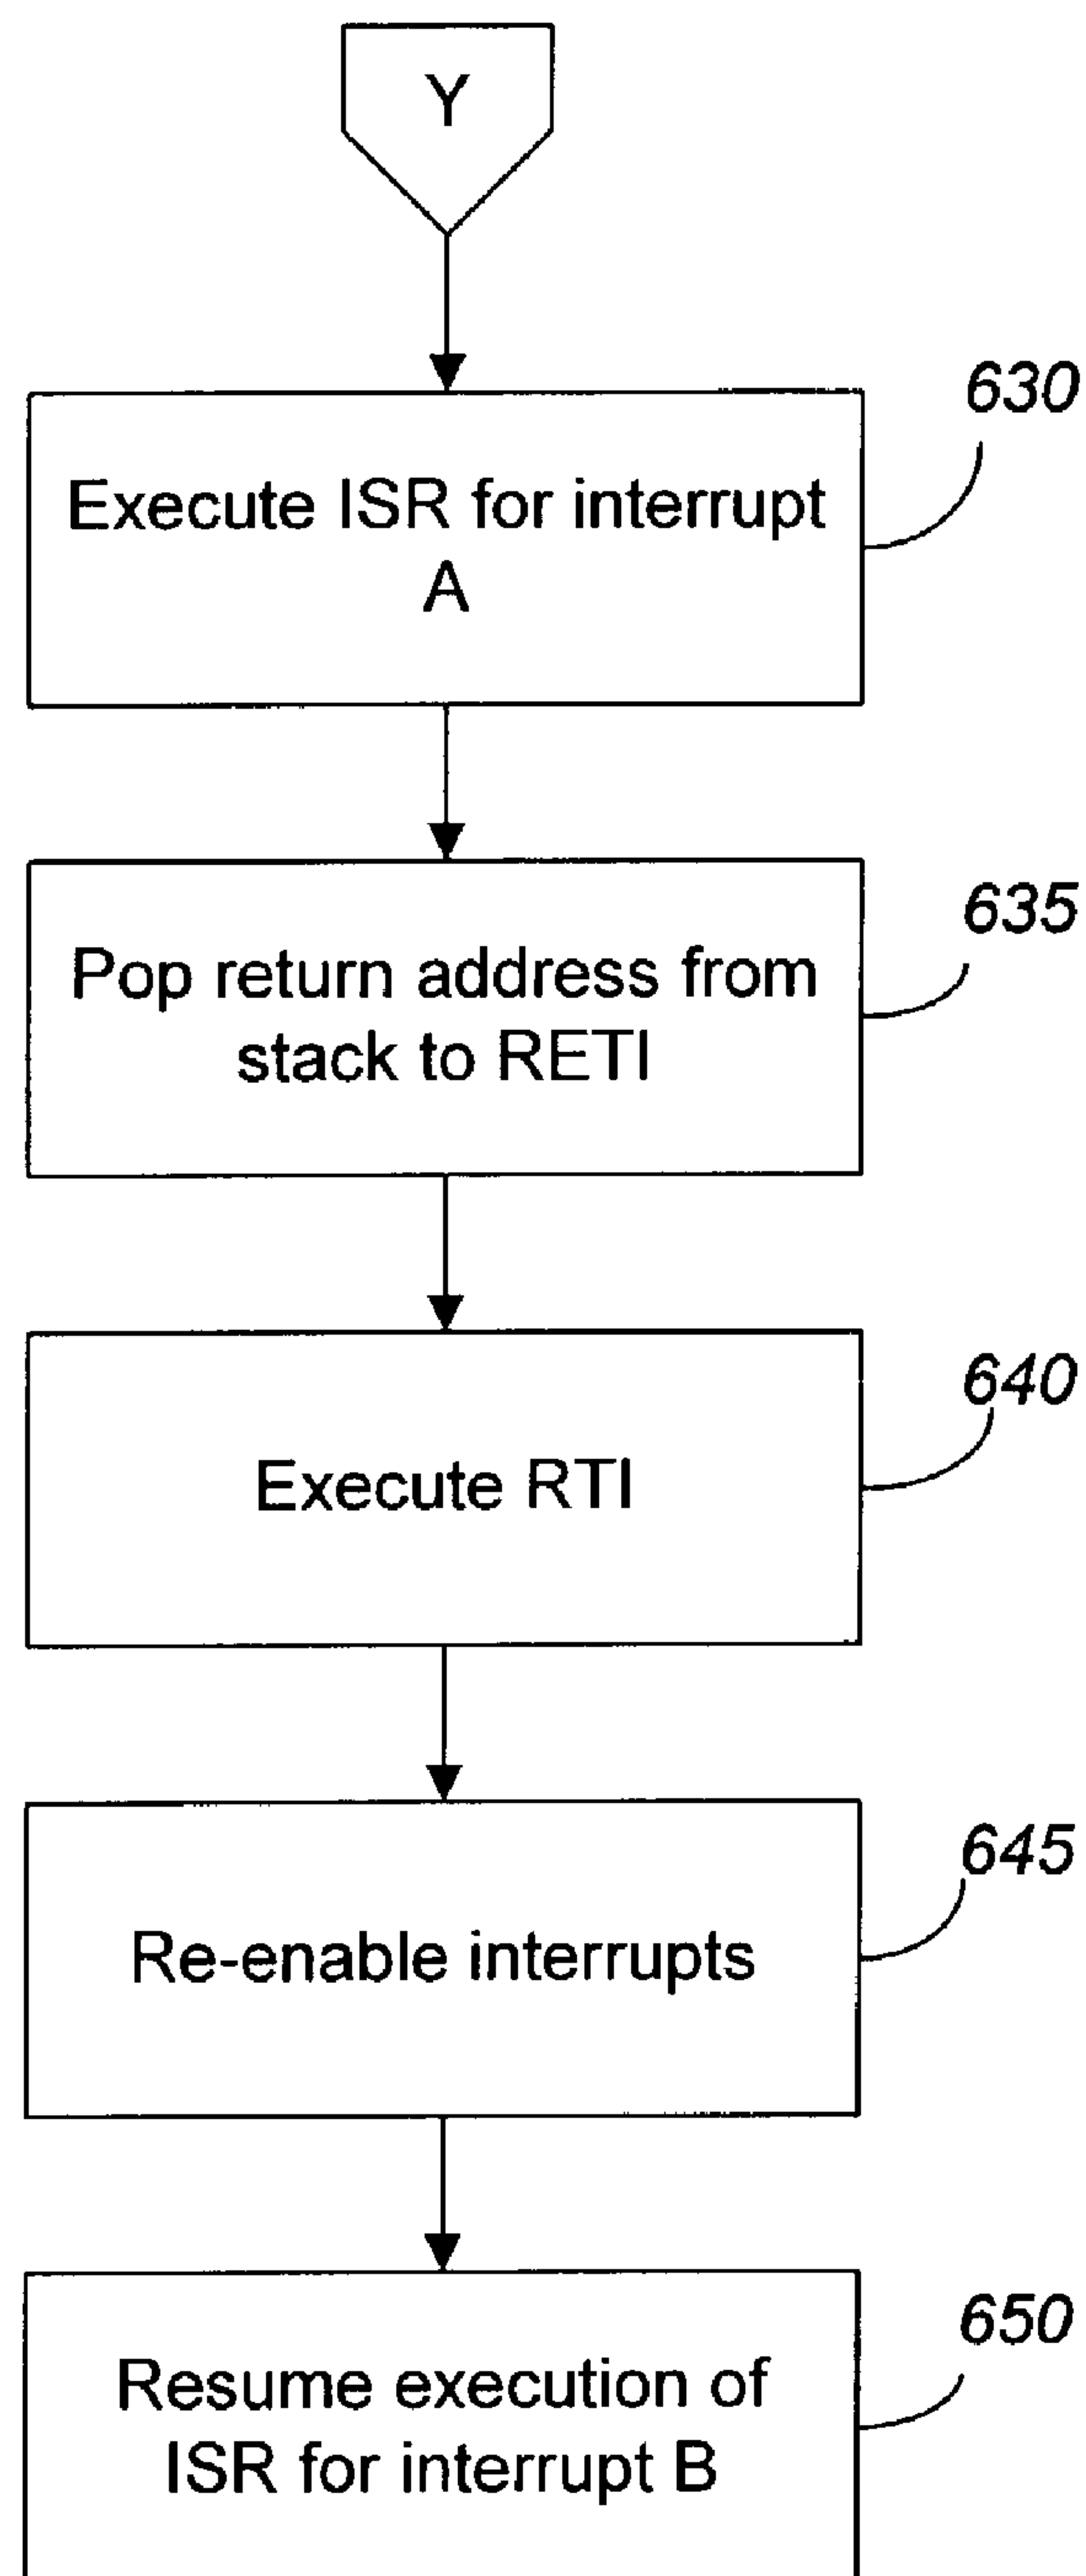 Y
630
Execute ISR for interrupt
A
635
Pop return address from
stack to RETI
640
Execute RTI
645
Re-enable interrupts
650
Resume execution of
ISR for interrupt B